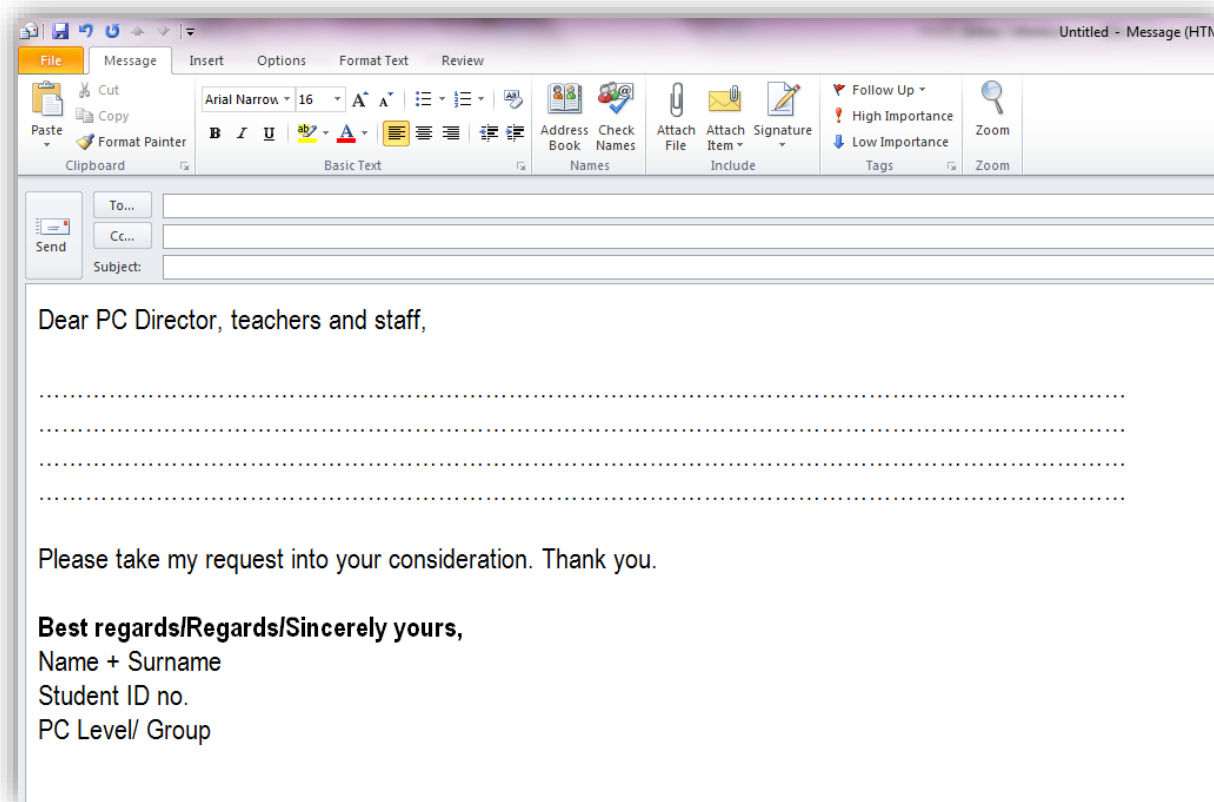 Untitled - Message (HTM
File Message Insert Options Format Text Review
Cut
Copy
Format Painter
Paste
Arial Narrow 16 A A
B I U ab A
Address Book
Check Names
Attach File
Attach Item
Signature
Follow Up
High Importance
Low Importance
Zoom
Clipboard Basic Text Names Include Tags Zoom
To...
Cc...
Send
Subject:
Dear PC Director, teachers and staff,
………………………………………………………………………………………………………………………
………………………………………………………………………………………………………………………
………………………………………………………………………………………………………………………
………………………………………………………………………………………………………………………
Please take my request into your consideration. Thank you.
Best regards/Regards/Sincerely yours,
Name + Surname
Student ID no.
PC Level/ Group